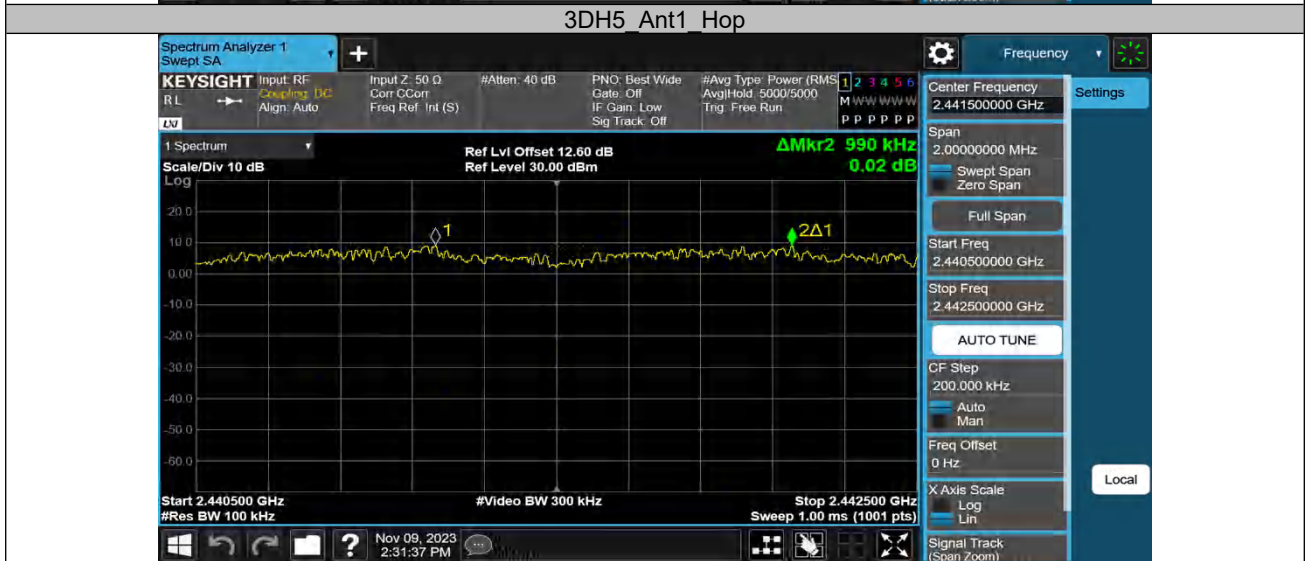 3DH5_Ant1_Hop
Spectrum Analyzer 1
Swept SA
Frequency
KEYSIGHT
RL
LXI
Input: RF
Coupling: DC
Align: Auto
Input Z: 50 Ω
Corr CCorr
Freq Ref: Int (S)
#Atten: 40 dB
PNO: Best Wide
Gate: Off
IF Gain: Low
Sig Track: Off
#Avg Type: Power (RMS
Avg|Hold: 5000/5000
Trig: Free Run
1 2 3 4 5 6
M W W W W W
P P P P P P
1 Spectrum
Scale/Div 10 dB
Log
Ref Lvl Offset 12.60 dB
Ref Level 30.00 dBm
ΔMkr2 990 kHz
0.02 dB
20.0
10.0
0.00
-10.0
-20.0
-30.0
-40.0
-50.0
-60.0
1
2Δ1
Start 2.440500 GHz
#Res BW 100 kHz
#Video BW 300 kHz
Stop 2.442500 GHz
Sweep 1.00 ms (1001 pts)
Nov 09, 2023
2:31:37 PM
Center Frequency
2.441500000 GHz
Settings
Span
2.00000000 MHz
Swept Span
Zero Span
Full Span
Start Freq
2.440500000 GHz
Stop Freq
2.442500000 GHz
AUTO TUNE
CF Step
200.000 kHz
Auto
Man
Freq Offset
0 Hz
X Axis Scale
Log
Lin
Local
Signal Track
(Span Zoom)